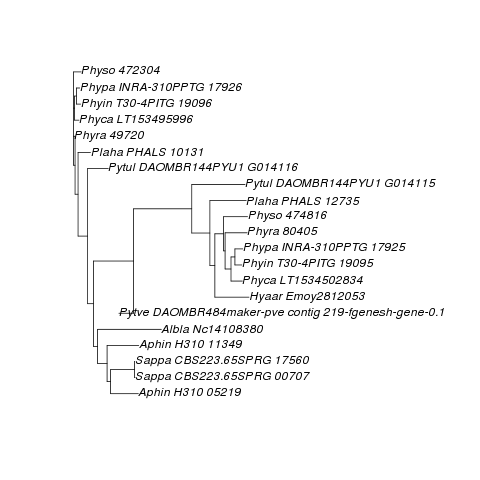 Physo 472304
Phypa INRA-310PPTG 17926
Phyin T30-4PITG 19096
Phyca LT153495996
Phyra 49720
Plaha PHALS 10131
Pytul DAOMBR144PYU1 G014116
Pytul DAOMBR144PYU1 G014115
Plaha PHALS 12735
Physo 474816
Phyra 80405
Phypa INRA-310PPTG 17925
Phyin T30-4PITG 19095
Phyca LT1534502834
Hyaar Emoy2812053
Pytve DAOMBR484maker-pve contig 219-fgenesh-gene-0.1
Albla Nc14108380
Aphin H310 11349
Sappa CBS223.65SPRG 17560
Sappa CBS223.65SPRG 00707
Aphin H310 05219